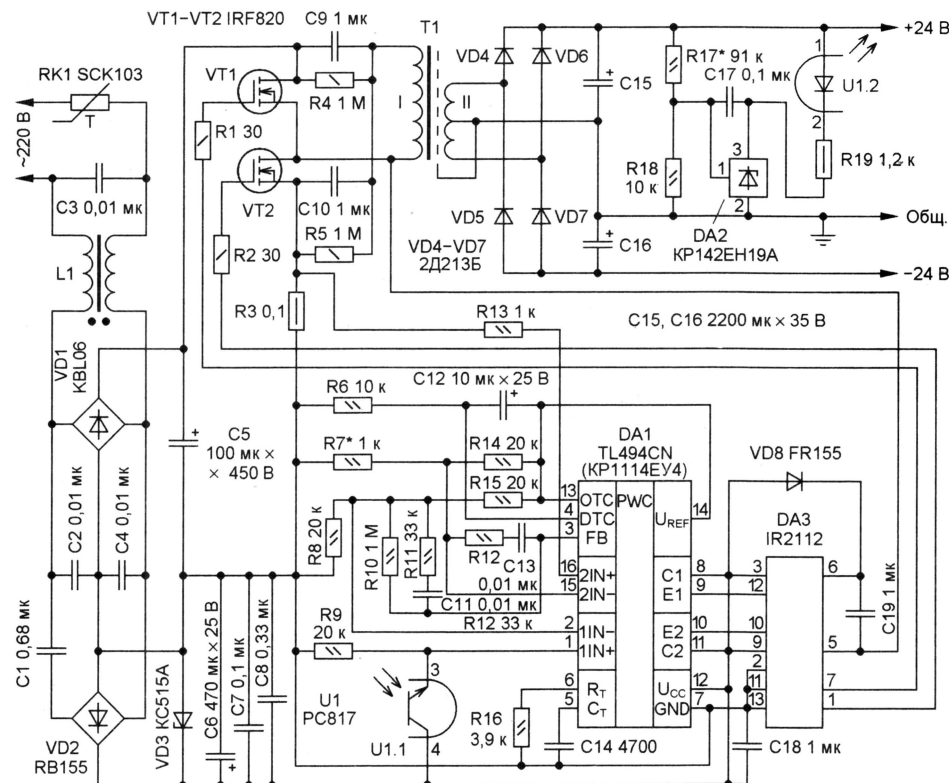 VT1–VT2 IRF820
C9 1 мк
T1
+24 В
RK1 SCK103
T
VT1
R4 1 М
I
II
VD4
VD6
C15
+
R17* 91 к
C17 0,1 мк
1
U1.2
2
~220 В
R1 30
R18
10 к
3
1
2
R19 1,2 к
C3 0,01 мк
VT2
C10 1 мк
R5 1 М
VD5
VD7
VD4–VD7
2Д213Б
+
C16
DA2
КР142ЕН19А
Общ.
L1
R2 30
–24 В
R3 0,1
R13 1 к
C15, C16 2200 мк × 35 В
VD1
KBL06
R6 10 к
C12 10 мк × 25 В
+
+
C5
100 мк ×
× 450 В
R7* 1 к
R14 20 к
DA1
TL494CN
(КР1114ЕУ4)
VD8 FR155
R15 20 к
13
OTC
PWC
4
DTC
UREF
14
3
FB
DA3
IR2112
C2 0,01 мк
C4 0,01 мк
R8 20 к
R10 1 М
R11 33 к
R12
C13
0,01 мк
16
2IN+
C1
8
3
6
15
2IN–
E1
9
12
C19 1 мк
C11 0,01 мк
R12 33 к
C1 0,68 мк
R9
20 к
2
1IN–
E2
10
10
1
1IN+
C2
11
9
5
2
VD3 КС515А
C6 470 мк × 25 В
+
C7 0,1 мк
C8 0,33 мк
U1
PC817
3
U1.1
4
6
RT
UCC
12
11
7
5
CT
GND
7
13
1
VD2
RB155
R16
3,9 к
C14 4700
C18 1 мк